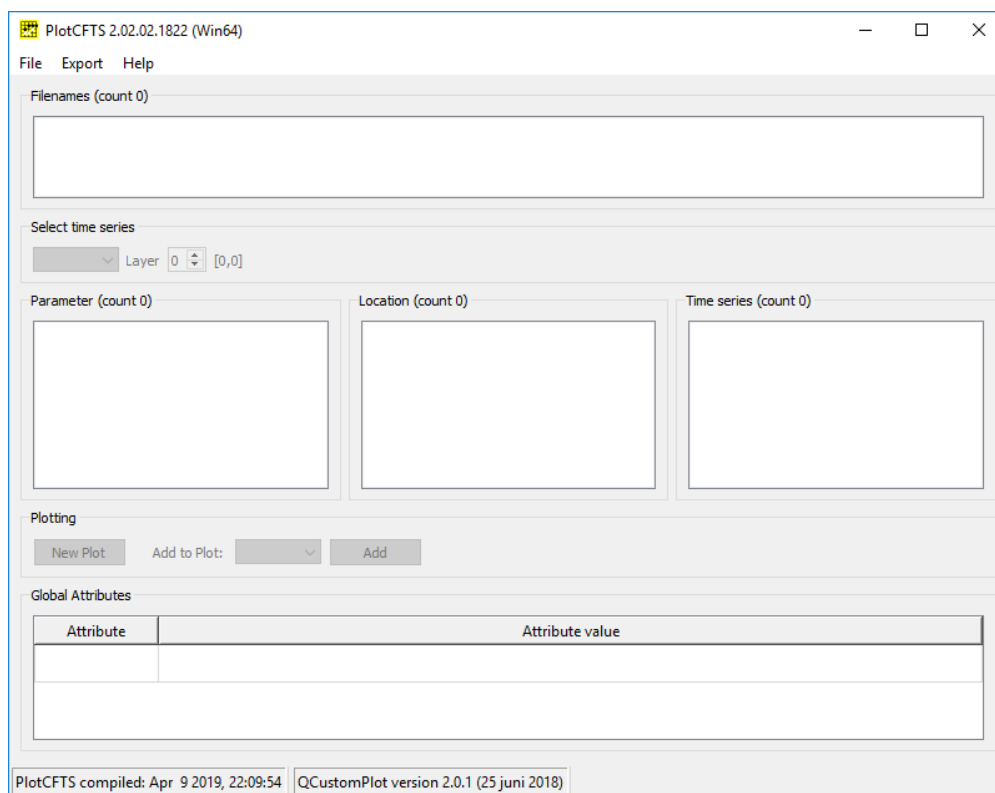 PlotCFTS 2.02.02.1822 (Win64)
File Export Help
Filenames (count 0)
Select time series
Layer 0 [0,0]
Parameter (count 0) Location (count 0) Time series (count 0)
Plotting
New Plot Add to Plot: Add
Global Attributes
Attribute Attribute value
PlotCFTS compiled: Apr 9 2019, 22:09:54 QCustomPlot version 2.0.1 (25 juni 2018)